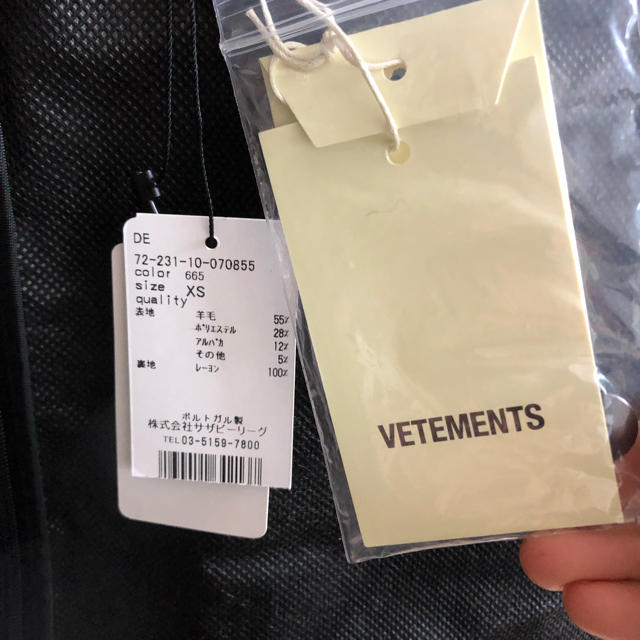 DE
72-231-10-070855
color 665
size XS
quality
表地 羊毛 55%
ポリエステル 28%
アルパカ 12%
その他 5%
裏地 レーヨン 100%
ポルトガル製
株式会社サザビーリーグ
TEL03-5159-7800
VETEMENTS